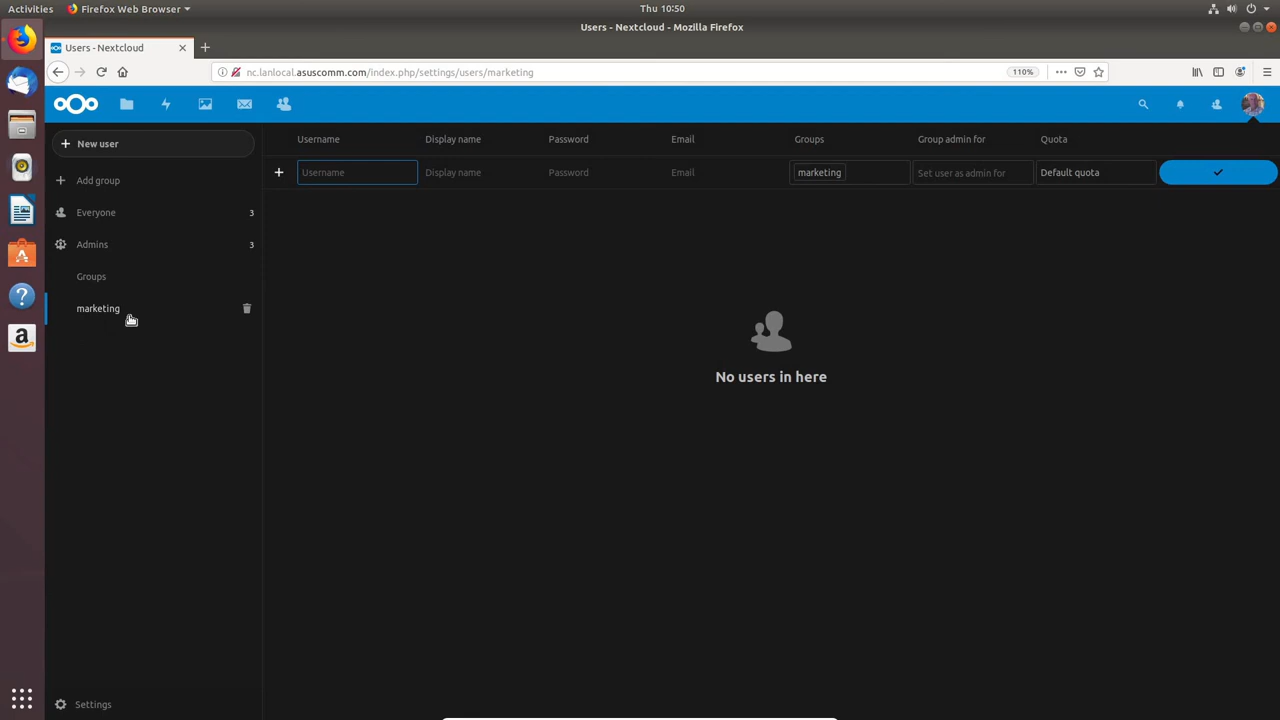 Activities
Firefox Web Browser
Thu 10:50
Users - Nextcloud - Mozilla Firefox
Users - Nextcloud
nc.lanlocal.asuscomm.com/index.php/settings/users/marketing
110%
New user
Username
Display name
Password
Email
Groups
Group admin for
Quota
Username
Display name
Password
Email
marketing
Set user as admin for
Default quota
Add group
Everyone
3
Admins
3
Groups
marketing
No users in here
Settings